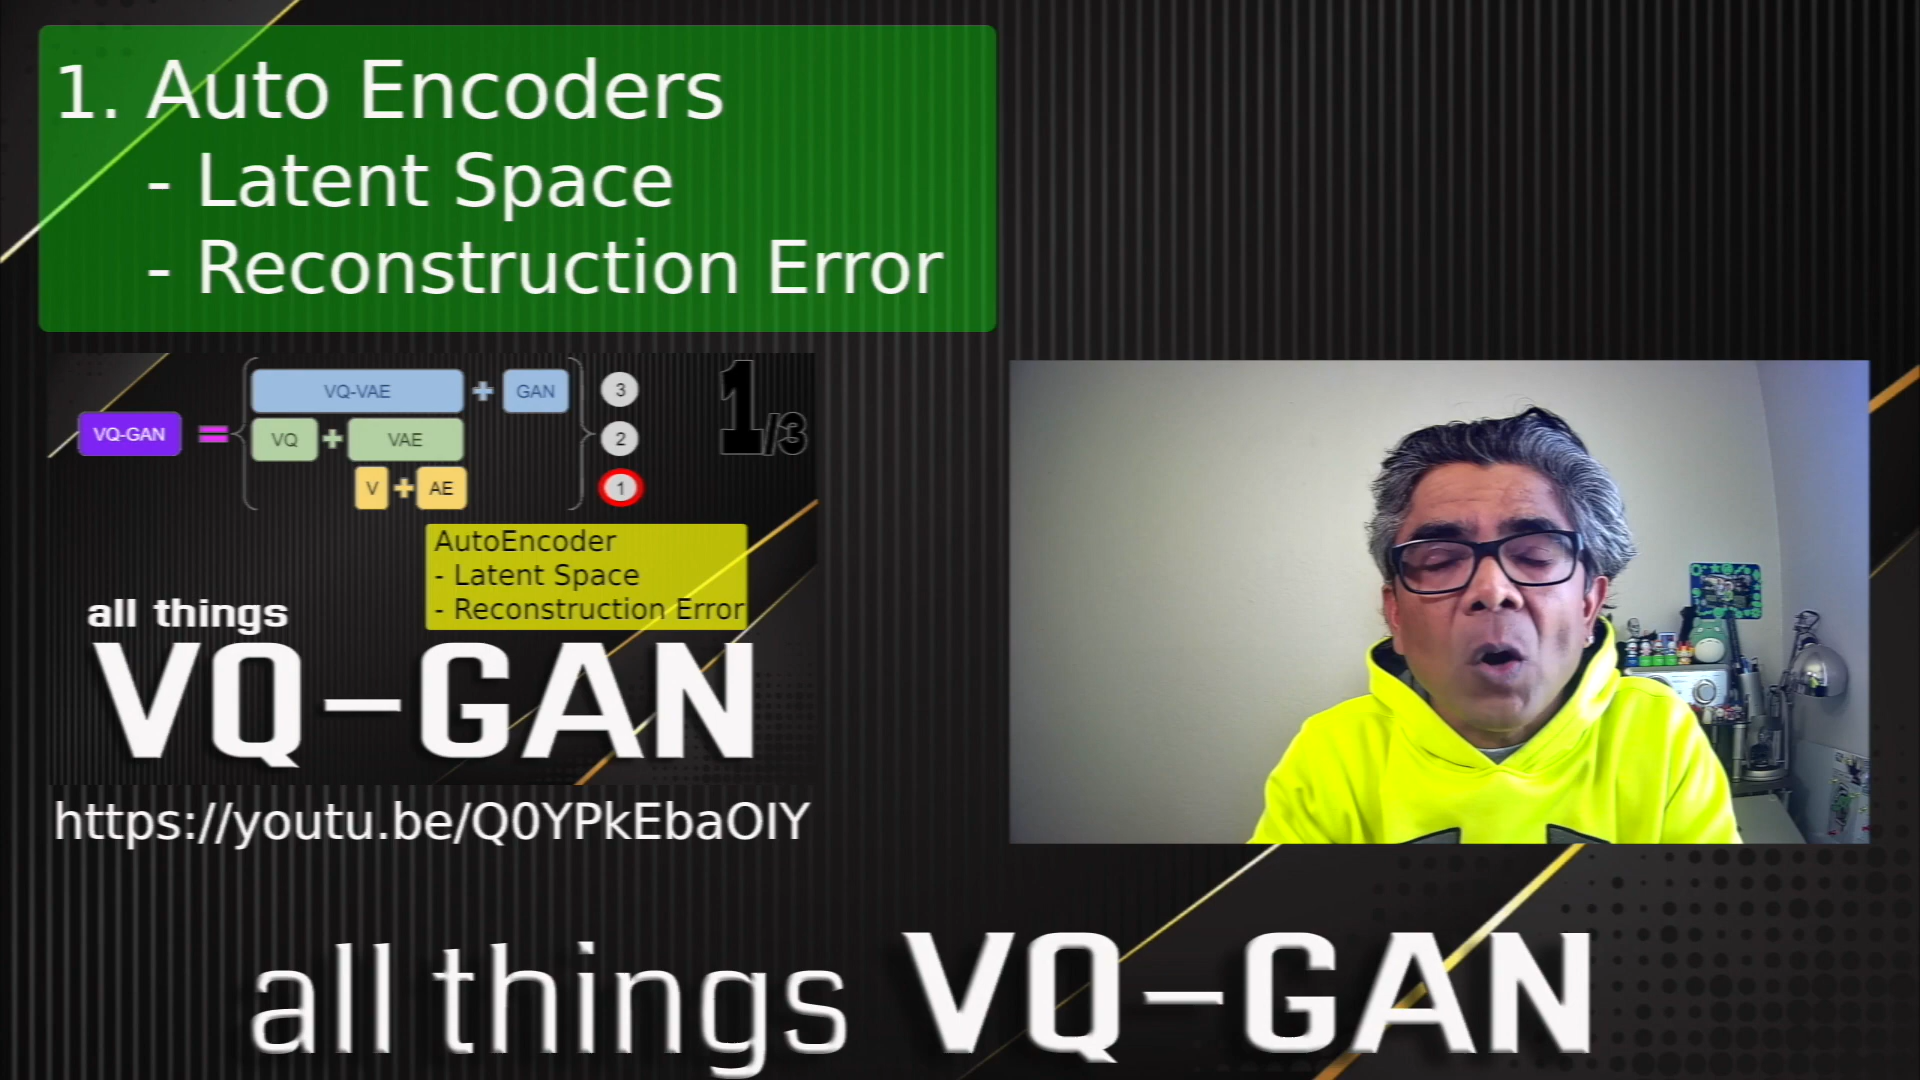 1. Auto Encoders
- Latent Space
- Reconstruction Error
VQ-GAN = VQ-VAE + GAN 3
VQ + VAE 2
V + AE 1
1/3
AutoEncoder
- Latent Space
- Reconstruction Error
all things
VQ-GAN
https://youtu.be/Q0YPkEbaOIY
all things VQ-GAN